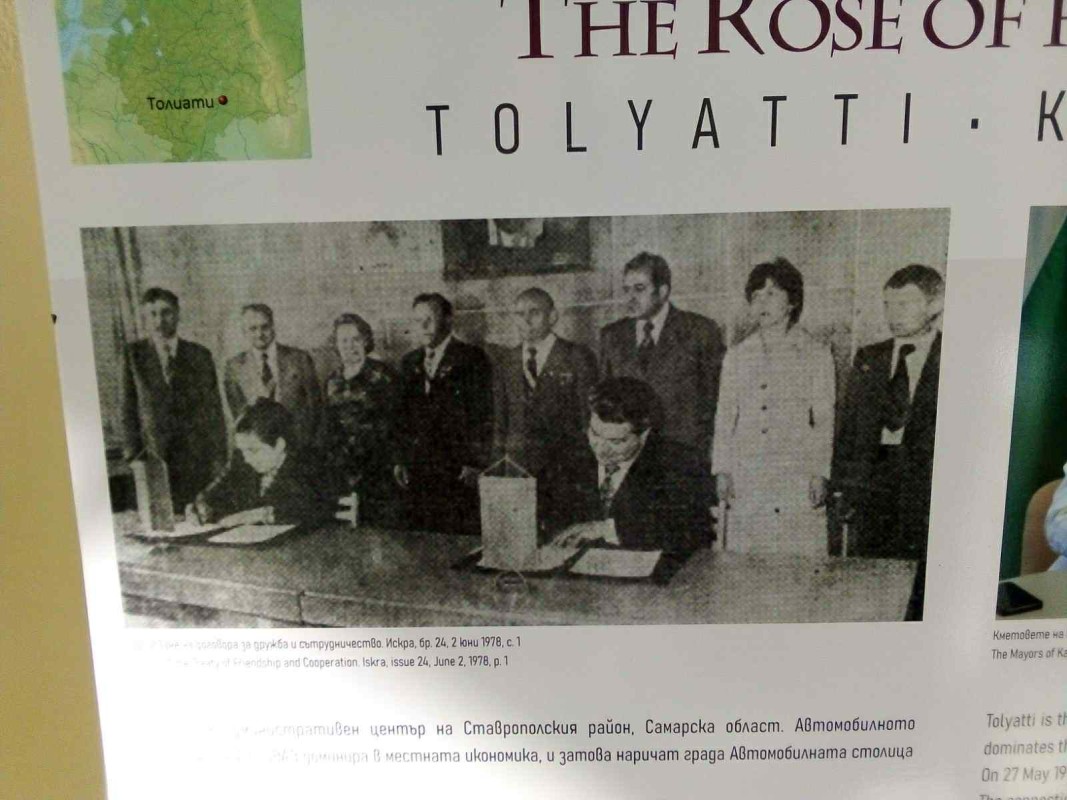 THE ROSE OF
Толиати
TOLYATTI · K
договора за дружба и сътрудничество. Искра, бр. 24, 2 юни 1978, с. 1
Treaty of Friendship and Cooperation. Iskra, issue 24, June 2, 1978, p. 1
Кметовете на
The Mayors of Ka
център на Ставрополския район, Самарска област. Автомобилното
доминира в местната икономика, и затова наричат града Автомобилната столица
Tolyatti is th
dominates th
On 27 May 19